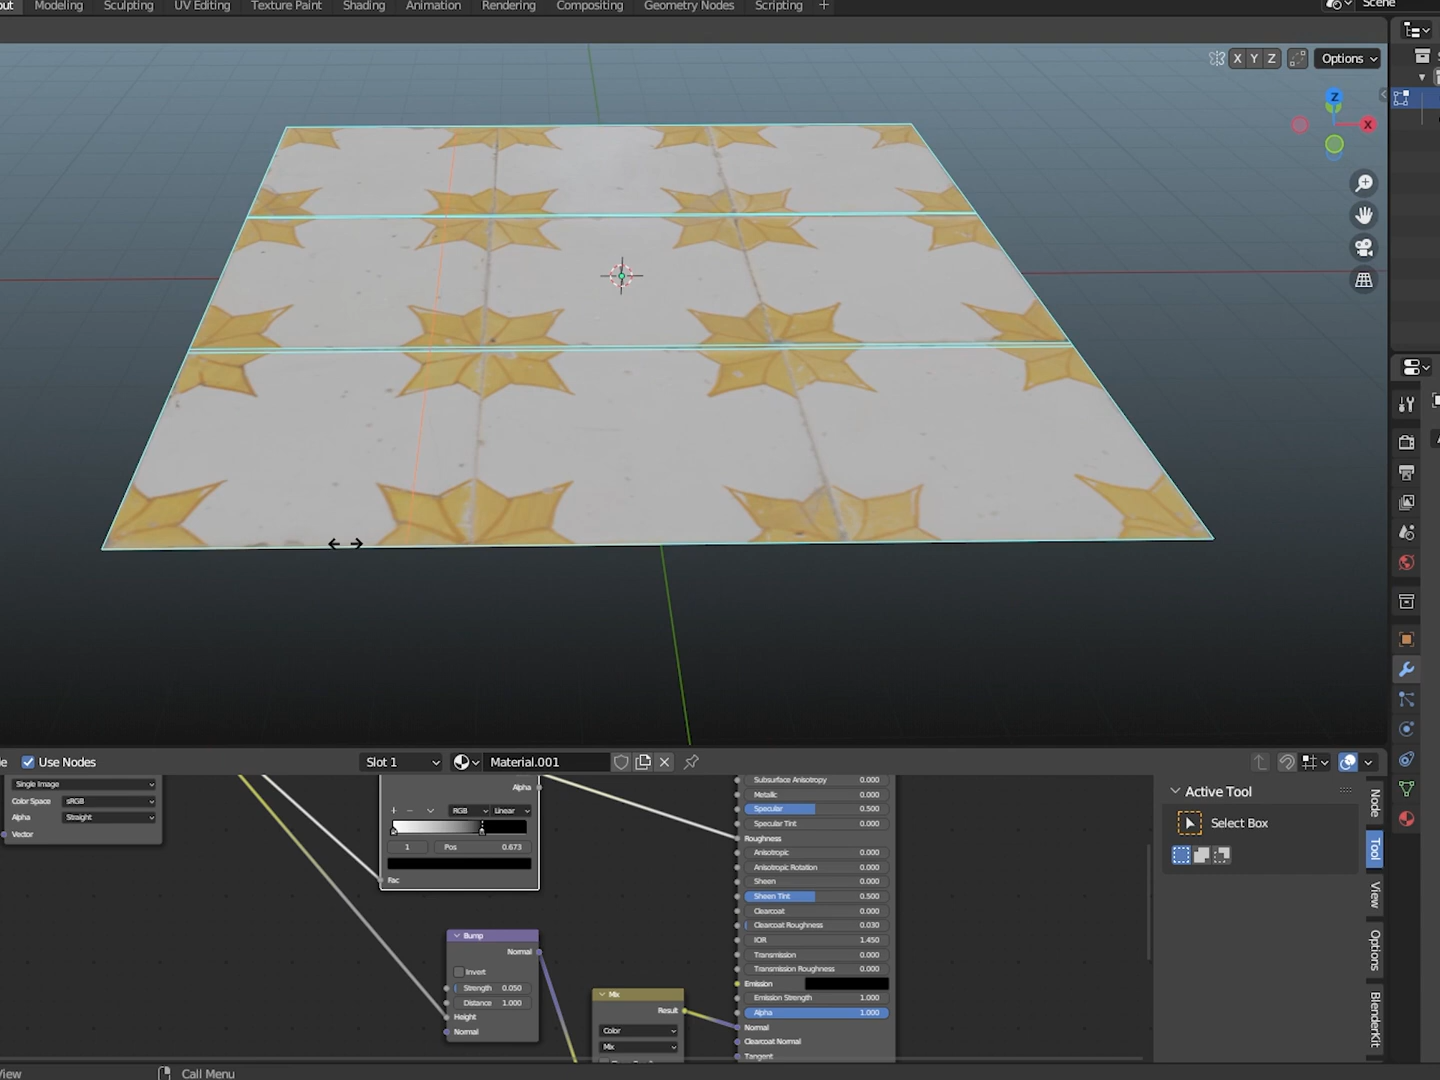 out Modeling Sculpting UV Editing Texture Paint Shading Animation Rendering Compositing Geometry Nodes Scripting + Scene
X Y Z Options
Z
X
Use Nodes Slot 1 Material.001
Single Image
Color Space sRGB
Alpha Straight
Vector
Alpha
RGB Linear
1 Pos 0.673
Fac
Bump
Normal
Invert
Strength 0.050
Distance 1.000
Height
Normal
Mix
Result
Color
Mix
Subsurface Anisotropy 0.000
Metallic 0.000
Specular 0.500
Specular Tint 0.000
Roughness
Anisotropic 0.000
Anisotropic Rotation 0.000
Sheen 0.000
Sheen Tint 0.500
Clearcoat 0.000
Clearcoat Roughness 0.030
IOR 1.450
Transmission 0.000
Transmission Roughness 0.000
Emission
Emission Strength 1.000
Alpha 1.000
Normal
Clearcoat Normal
Tangent
Active Tool
Select Box
Node
Tool
View
Options
BlenderKit
View Call Menu